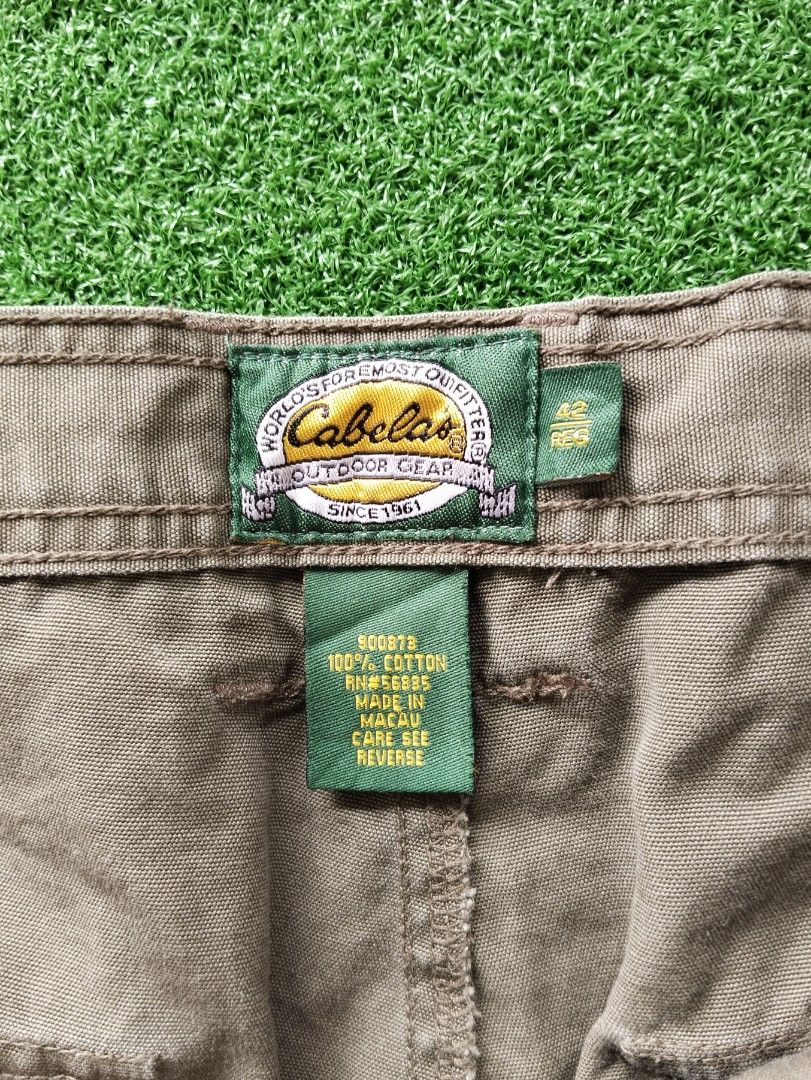 WORLD'S FOREMOST OUTFITTER®
Cabela's®
OUTDOOR GEAR
SINCE 1961
42
REG
900873
100% COTTON
RN#56835
MADE IN
MACAU
CARE SEE
REVERSE